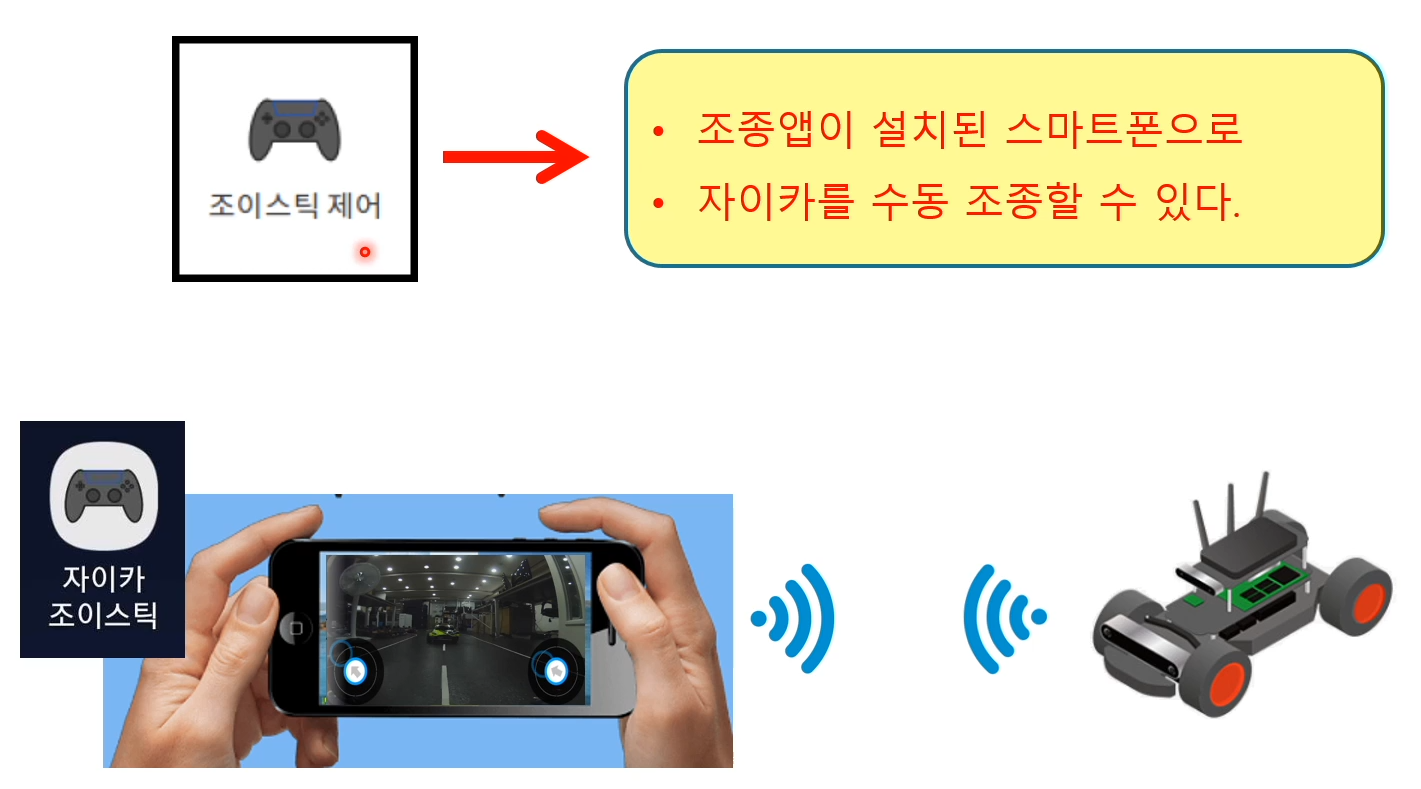 조이스틱 제어
• 조종앱이 설치된 스마트폰으로
• 자이카를 수동 조종할 수 있다.
자이카
조이스틱